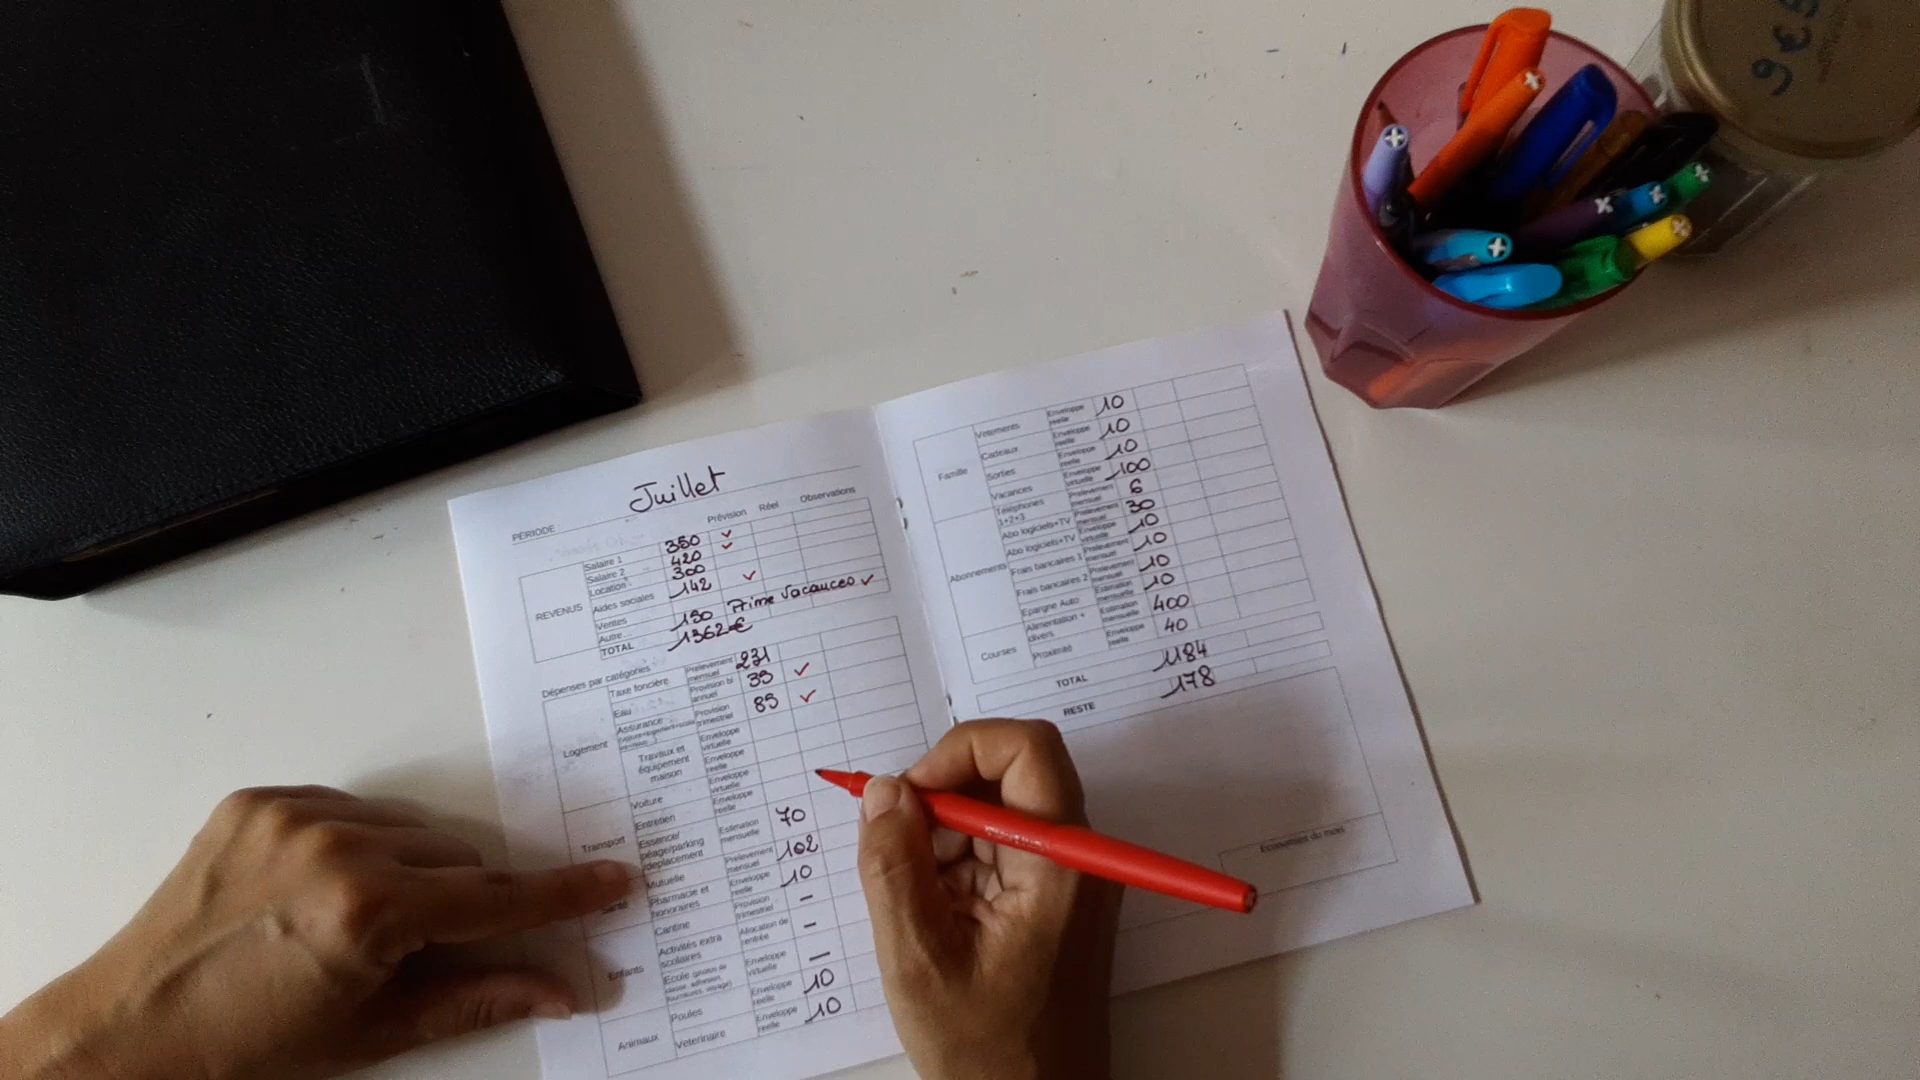 Juillet
PÉRIODE :
Prévision Réel Observations
REVENUS
Salaire 1 350
Salaire 2 420
Location 300
Aides sociales 142
Ventes
Autre 150 Prime Vacances
TOTAL 1362€
Dépenses par catégories
Logement
Taxe foncière Prélèvement mensuel 231
Eau Provision bi annuel
Assurance Provision trimestriel
Travaux et équipement maison Enveloppe virtuelle
Enveloppe réelle
Transport
Voiture Enveloppe virtuelle
Entretien Enveloppe réelle
Essence/ péage/parking /déplacement Estimation mensuelle 70
Santé
Mutuelle Prélèvement mensuel 102
Pharmacie et honoraires Enveloppe réelle 10
Enfants
Cantine Provision trimestriel –
Activités extra scolaires Allocation de rentrée –
Ecole Enveloppe virtuelle –
Animaux
Poules Enveloppe réelle 10
Vétérinaire Enveloppe réelle 10
Famille
Vêtements Enveloppe réelle 10
Cadeaux Enveloppe réelle 10
Sorties Enveloppe réelle 10
Vacances Enveloppe virtuelle 100
Abonnements
Téléphones 1+2+3 Prélèvement mensuel 6
Abo logiciels+TV Prélèvement mensuel 30
Abo logiciels+TV Enveloppe virtuelle 10
Frais bancaires 1 Prélèvement mensuel 10
Frais bancaires 2 Prélèvement mensuel 10
Epargne Auto Estimation mensuelle 10
Courses
Alimentation + divers Estimation mensuelle 400
Proximité Enveloppe réelle 40
TOTAL 1184
RESTE 178
Economies du mois